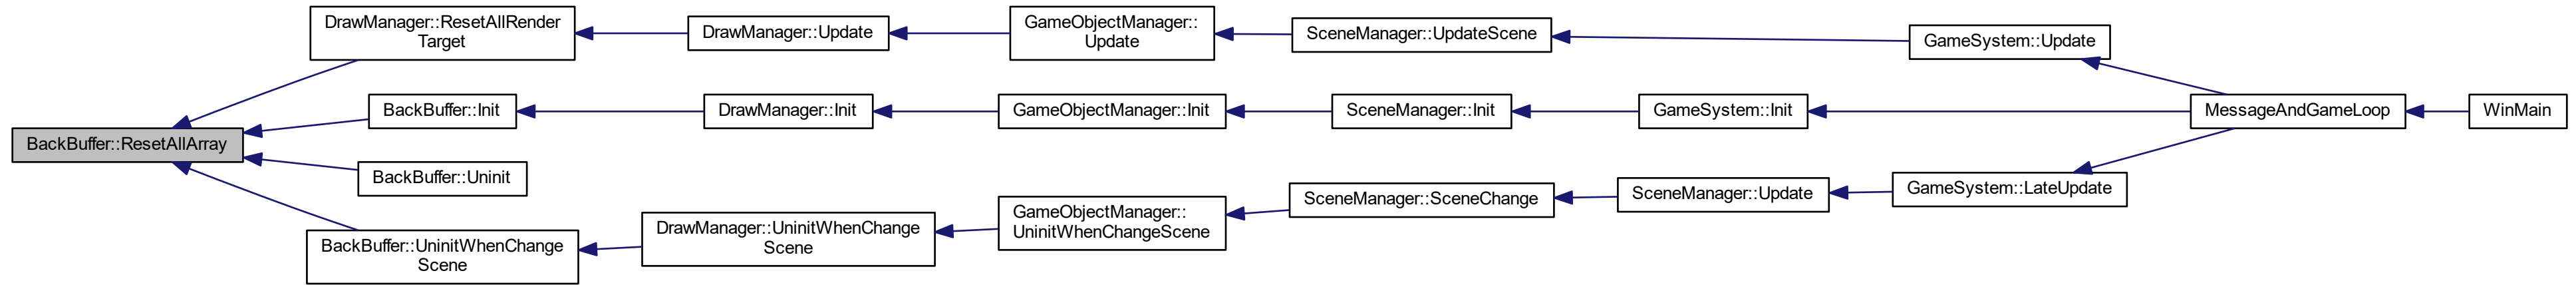 DrawManager::ResetAllRender
Target
DrawManager::Update
GameObjectManager::
Update
SceneManager::UpdateScene
GameSystem::Update
BackBuffer::Init
DrawManager::Init
GameObjectManager::Init
SceneManager::Init
GameSystem::Init
MessageAndGameLoop
WinMain
BackBuffer::ResetAllArray
BackBuffer::Uninit
BackBuffer::UninitWhenChange
Scene
DrawManager::UninitWhenChange
Scene
GameObjectManager::
UninitWhenChangeScene
SceneManager::SceneChange
SceneManager::Update
GameSystem::LateUpdate